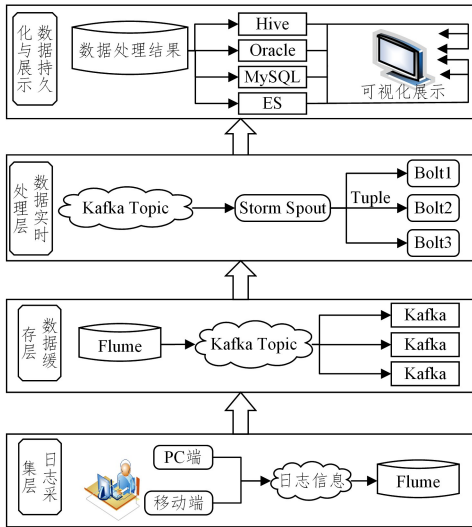 数据持久
化与展示
数据处理结果
Hive
Oracle
MySQL
ES
可视化展示
数据实时
处理层
Kafka Topic
Storm Spout
Tuple
Bolt1
Bolt2
Bolt3
数据缓
存层
Flume
Kafka Topic
Kafka
Kafka
Kafka
日志采
集层
PC端
移动端
日志信息
Flume